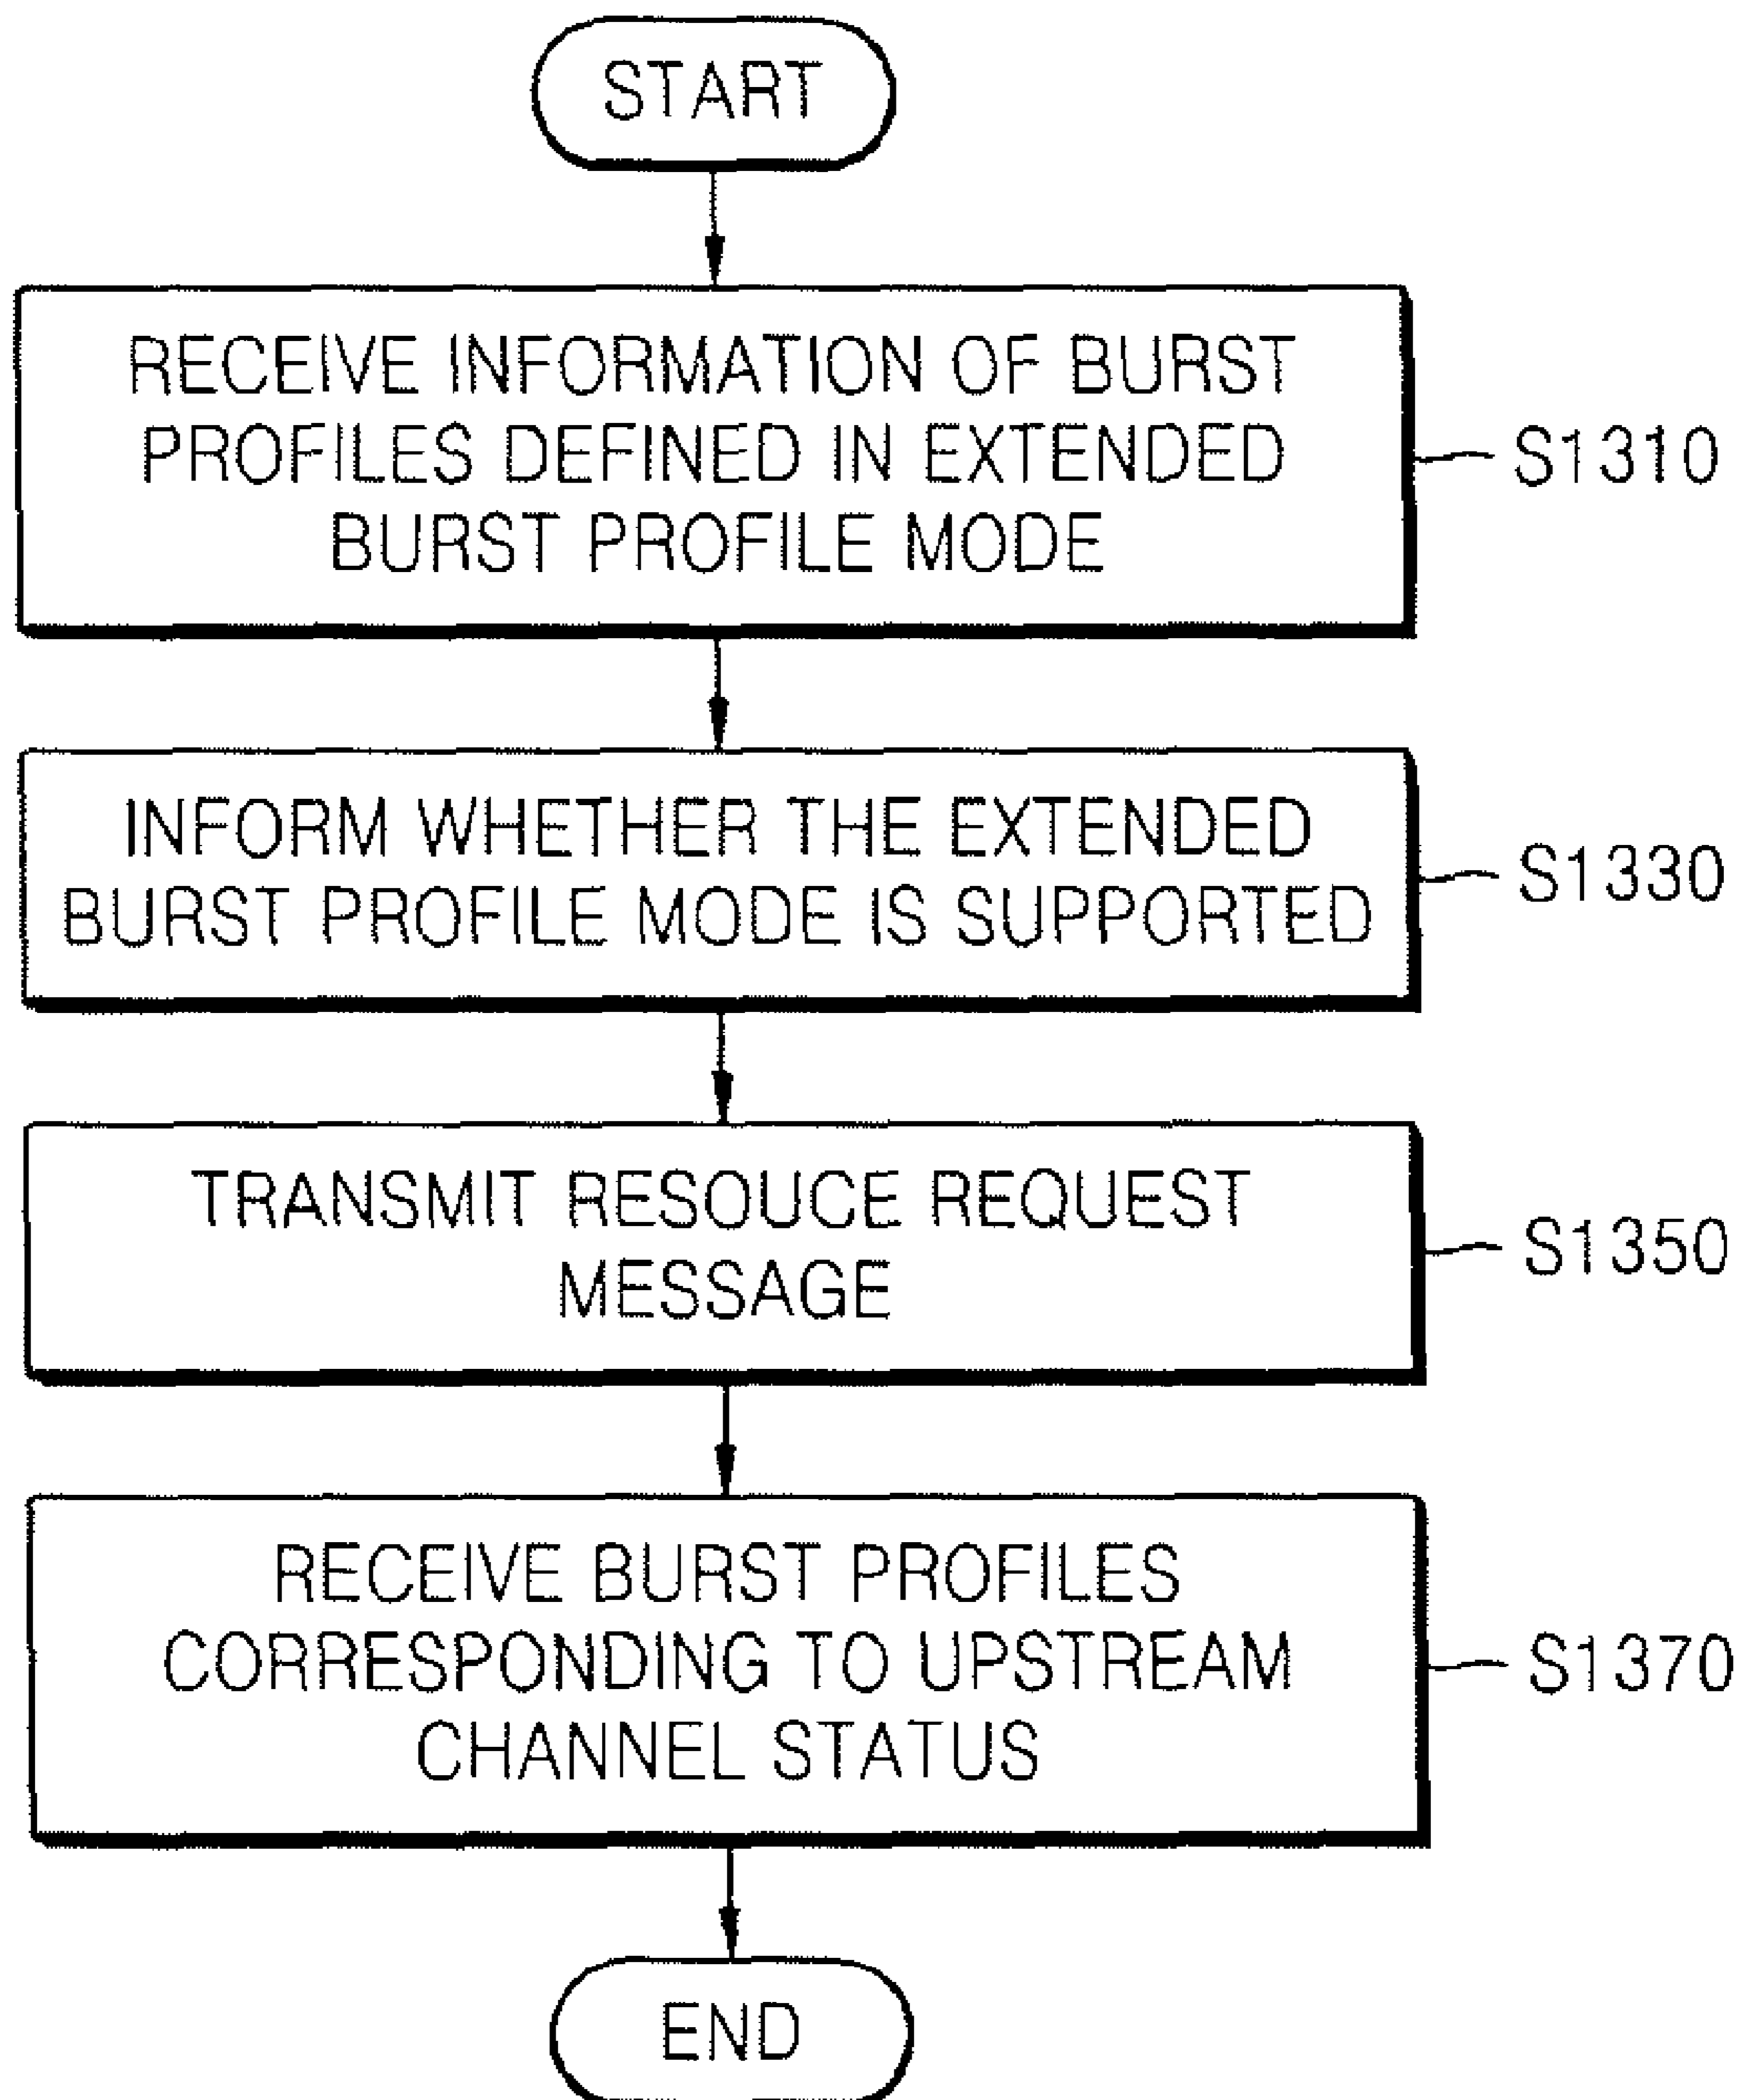 START
RECEIVE INFORMATION OF BURST
PROFILES DEFINED IN EXTENDED
BURST PROFILE MODE
S1310
INFORM WHETHER THE EXTENDED
BURST PROFILE MODE IS SUPPORTED
S1330
TRANSMIT RESOUCE REQUEST
MESSAGE
S1350
RECEIVE BURST PROFILES
CORRESPONDING TO UPSTREAM
CHANNEL STATUS
S1370
END